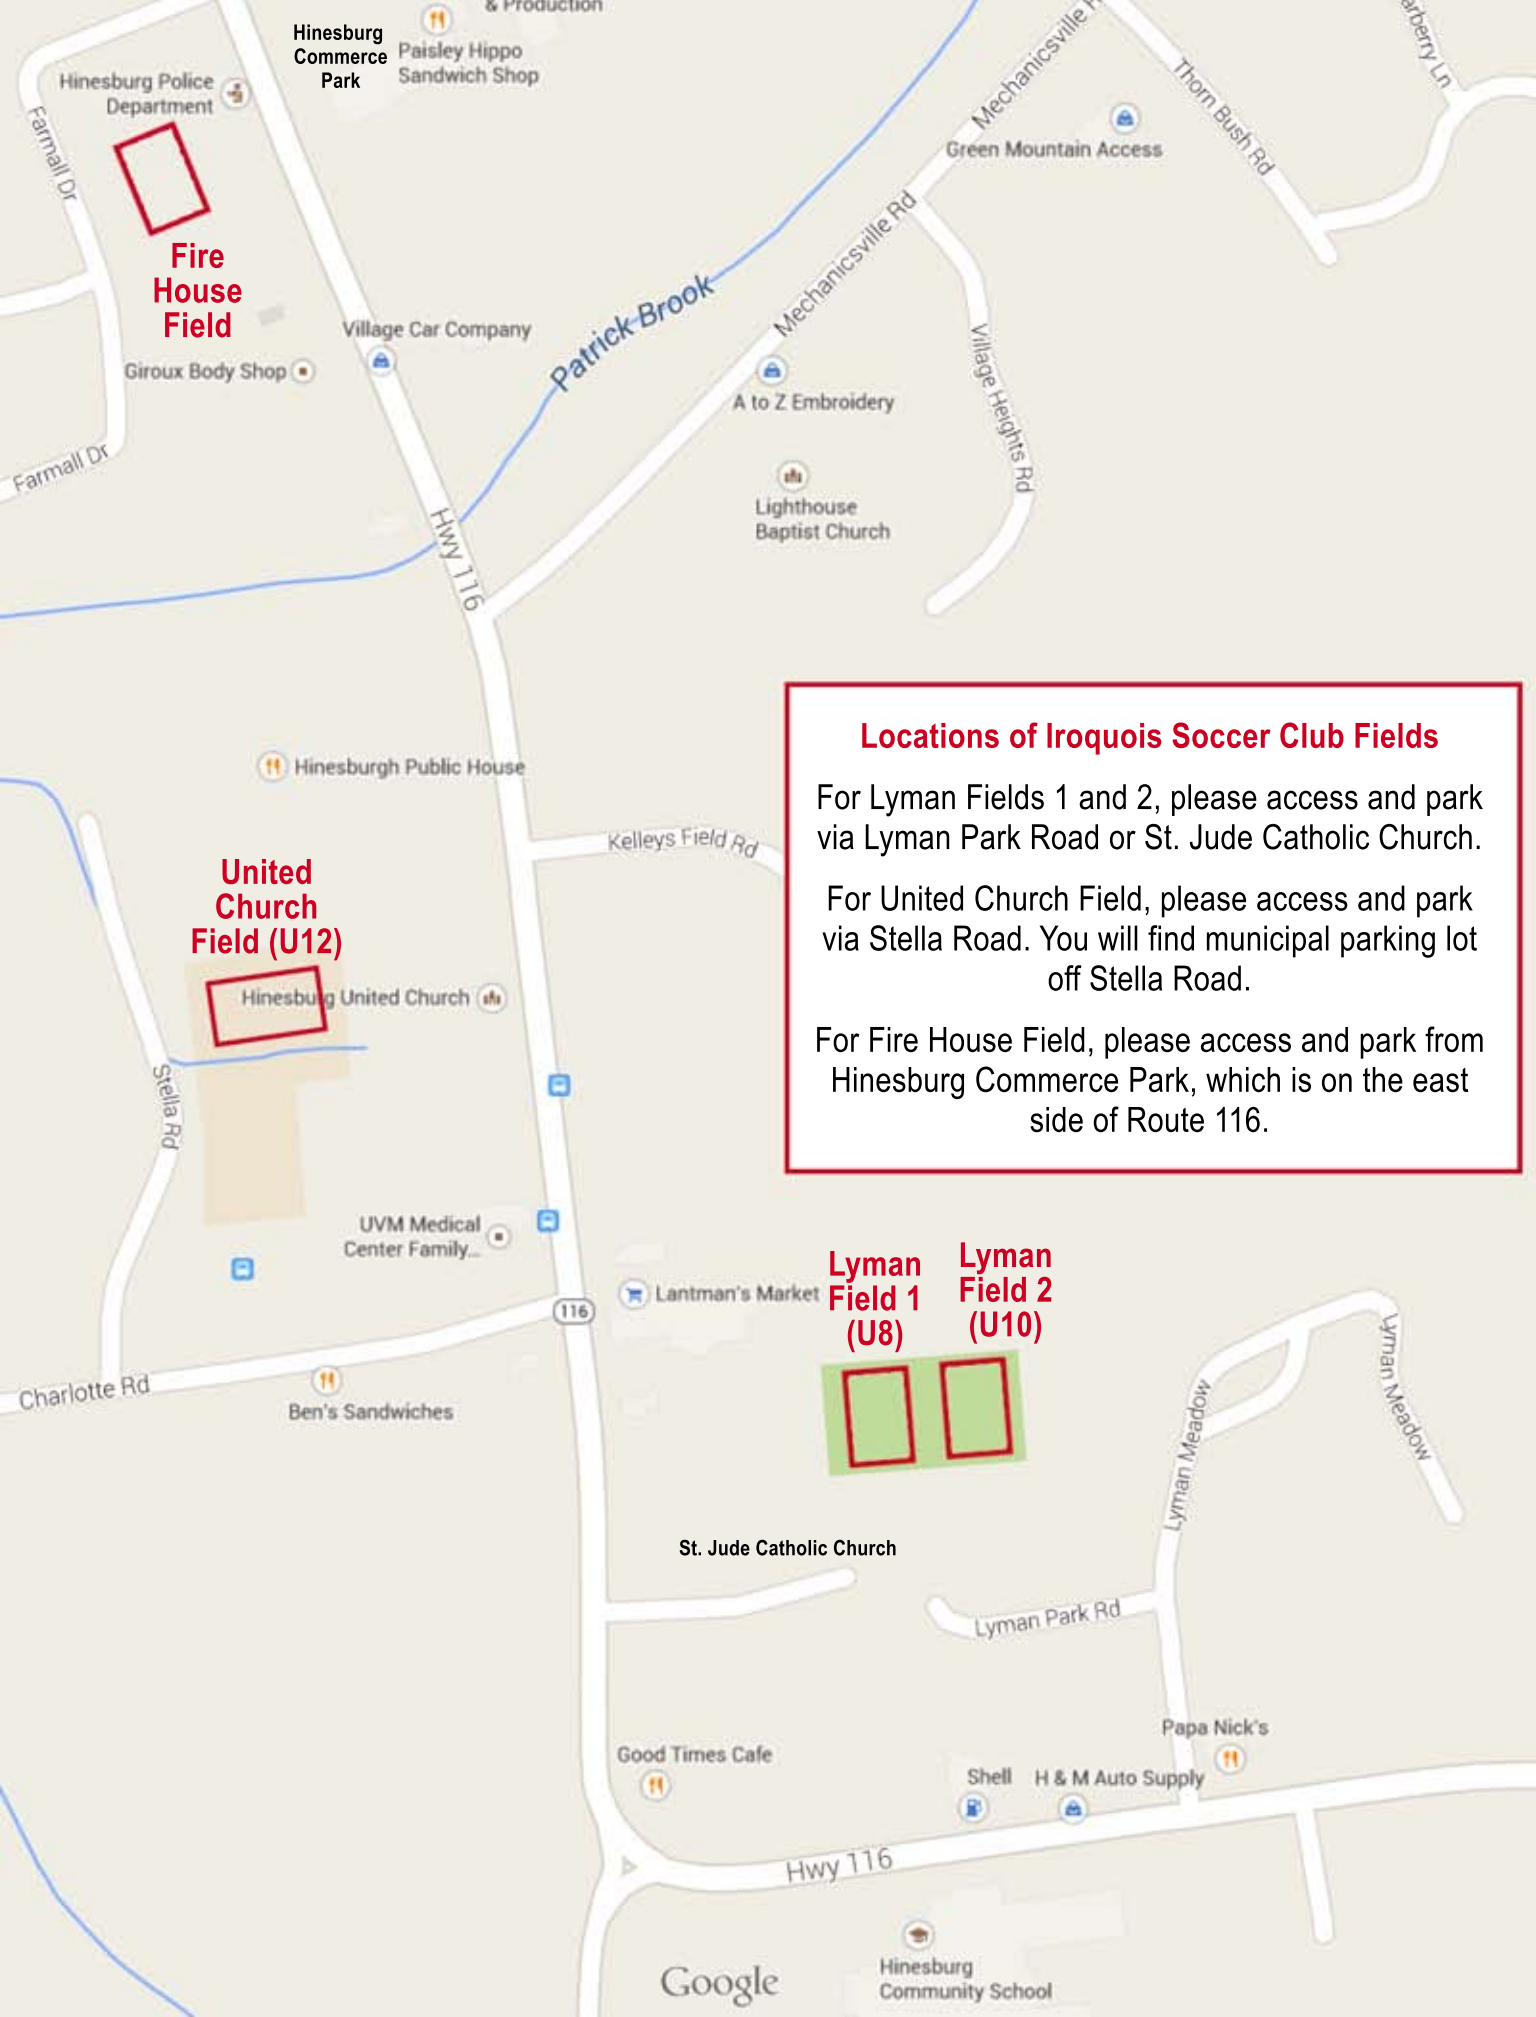 & Production
Hinesburg
Commerce
Park
Paisley Hippo
Sandwich Shop
Hinesburg Police
Department
Farmall Dr
Fire
House
Field
Mechanicsville
Thorn Bush Rd
arberry Ln
Green Mountain Access
Mechanicsville Rd
Patrick Brook
Village Car Company
Giroux Body Shop
A to Z Embroidery
Village Heights Rd
Farmall Dr
Lighthouse
Baptist Church
Hwy 116
Locations of Iroquois Soccer Club Fields
For Lyman Fields 1 and 2, please access and park
via Lyman Park Road or St. Jude Catholic Church.
For United Church Field, please access and park
via Stella Road. You will find municipal parking lot
off Stella Road.
For Fire House Field, please access and park from
Hinesburg Commerce Park, which is on the east
side of Route 116.
Hinesburgh Public House
Kelleys Field Rd
United
Church
Field (U12)
Hinesburg United Church
Stella Rd
UVM Medical
Center Family...
Lantman's Market
116
Lyman
Field 1
(U8)
Lyman
Field 2
(U10)
Charlotte Rd
Ben's Sandwiches
Lyman Meadow
Lyman Meadow
St. Jude Catholic Church
Lyman Park Rd
Papa Nick's
Good Times Cafe
Shell
H & M Auto Supply
Hwy 116
Google
Hinesburg
Community School